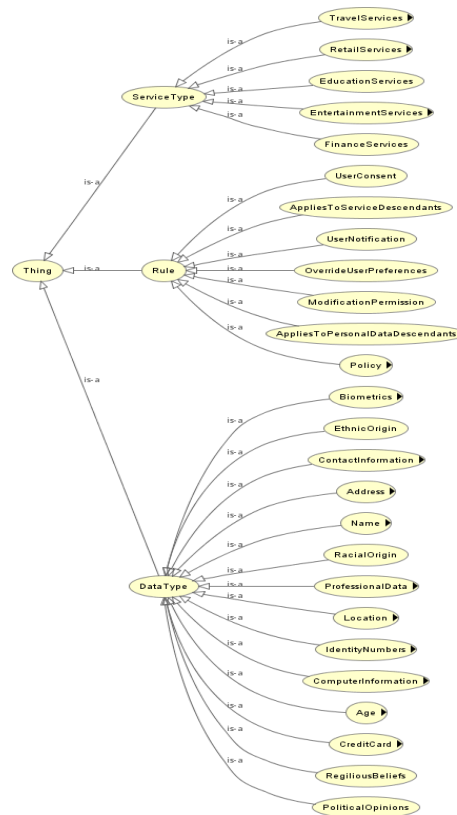 TravelServices
is-a
RetailServices
is-a
EducationServices
is-a
ServiceType
is-a
EntertainmentServices
is-a
FinanceServices
UserConsent
is-a
is-a
AppliesToServiceDescendants
is-a
UserNotification
is-a
Thing
is-a
Rule
is-a
OverrideUserPreferences
is-a
ModificationPermission
is-a
AppliesToPersonalDataDescendants
is-a
Policy
is-a
Biometrics
is-a
EthnicOrigin
is-a
ContactInformation
is-a
Address
is-a
Name
is-a
RacialOrigin
is-a
DataType
is-a
ProfessionalData
is-a
Location
is-a
IdentityNumbers
is-a
ComputerInformation
is-a
Age
is-a
CreditCard
is-a
RegiliousBeliefs
is-a
PoliticalOpinions